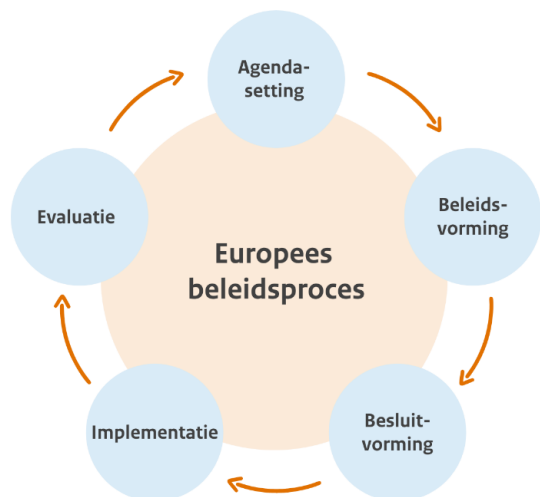 Agenda-
setting
Beleids-
vorming
Besluit-
vorming
Implementatie
Evaluatie
Europees
beleidsproces